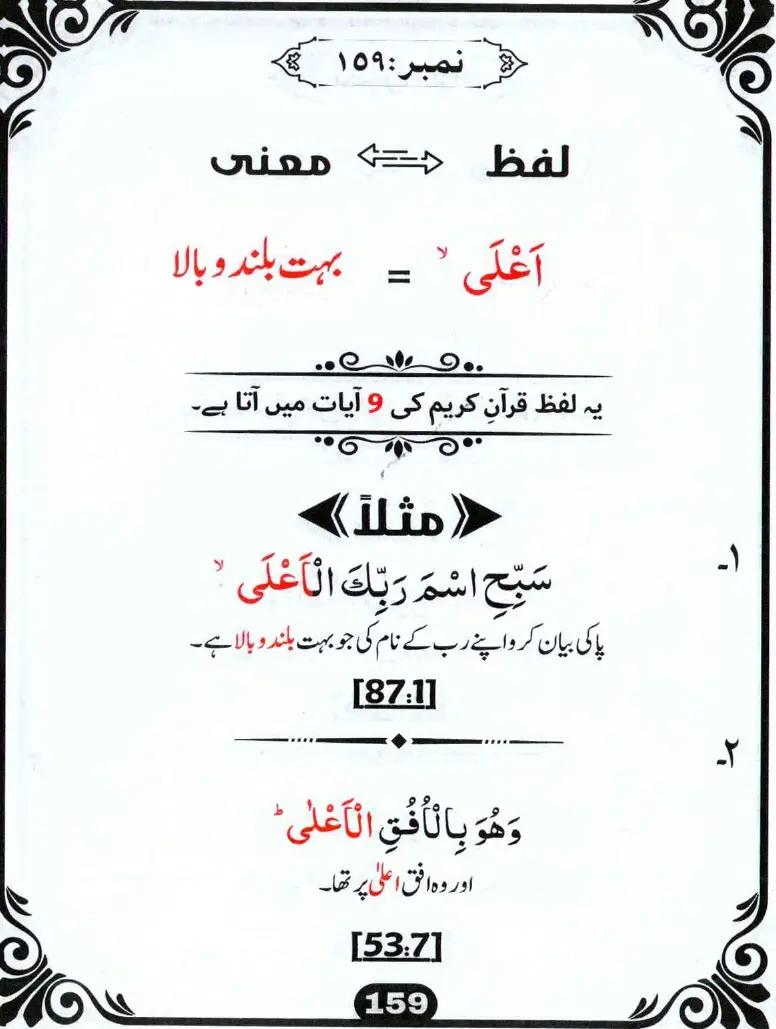 نمبر:۱۵۹
لفظ معنی
اَعْلَى ۙ = بہت بلند و بالا
یہ لفظ قرآنِ کریم کی 9 آیات میں آتا ہے۔
مثلاً
۱۔
سَبِّحِ اسْمَ رَبِّكَ الْاَعْلَى ۙ
پاکی بیان کرو اپنے رب کے نام کی جو بہت بلند و بالا ہے۔
[87:1]
۲۔
وَهُوَ بِالْاُفُقِ الْاَعْلٰى ؕ
اور وہ افق اعلیٰ پر تھا۔
[53:7]
159